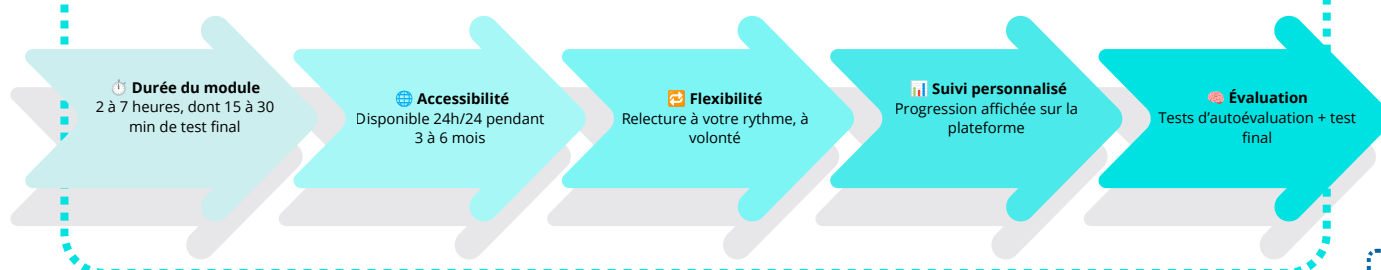 ⏱️ Durée du module
2 à 7 heures, dont 15 à 30
min de test final
🌐 Accessibilité
Disponible 24h/24 pendant
3 à 6 mois
🔁 Flexibilité
Relecture à votre rythme, à
volonté
📊 Suivi personnalisé
Progression affichée sur la
plateforme
🧠 Évaluation
Tests d’autoévaluation + test
final